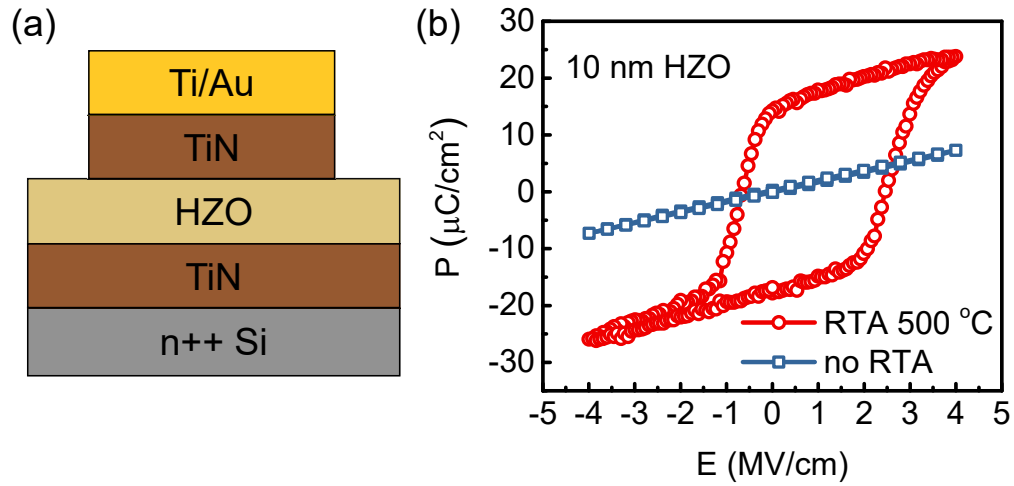 (a)
Ti/Au
TiN
HZO
TiN
n++ Si
(b)
10 nm HZO
P (μC/cm²)
30
20
10
0
-10
-20
-30
RTA 500 °C
no RTA
-5 -4 -3 -2 -1 0 1 2 3 4 5
E (MV/cm)